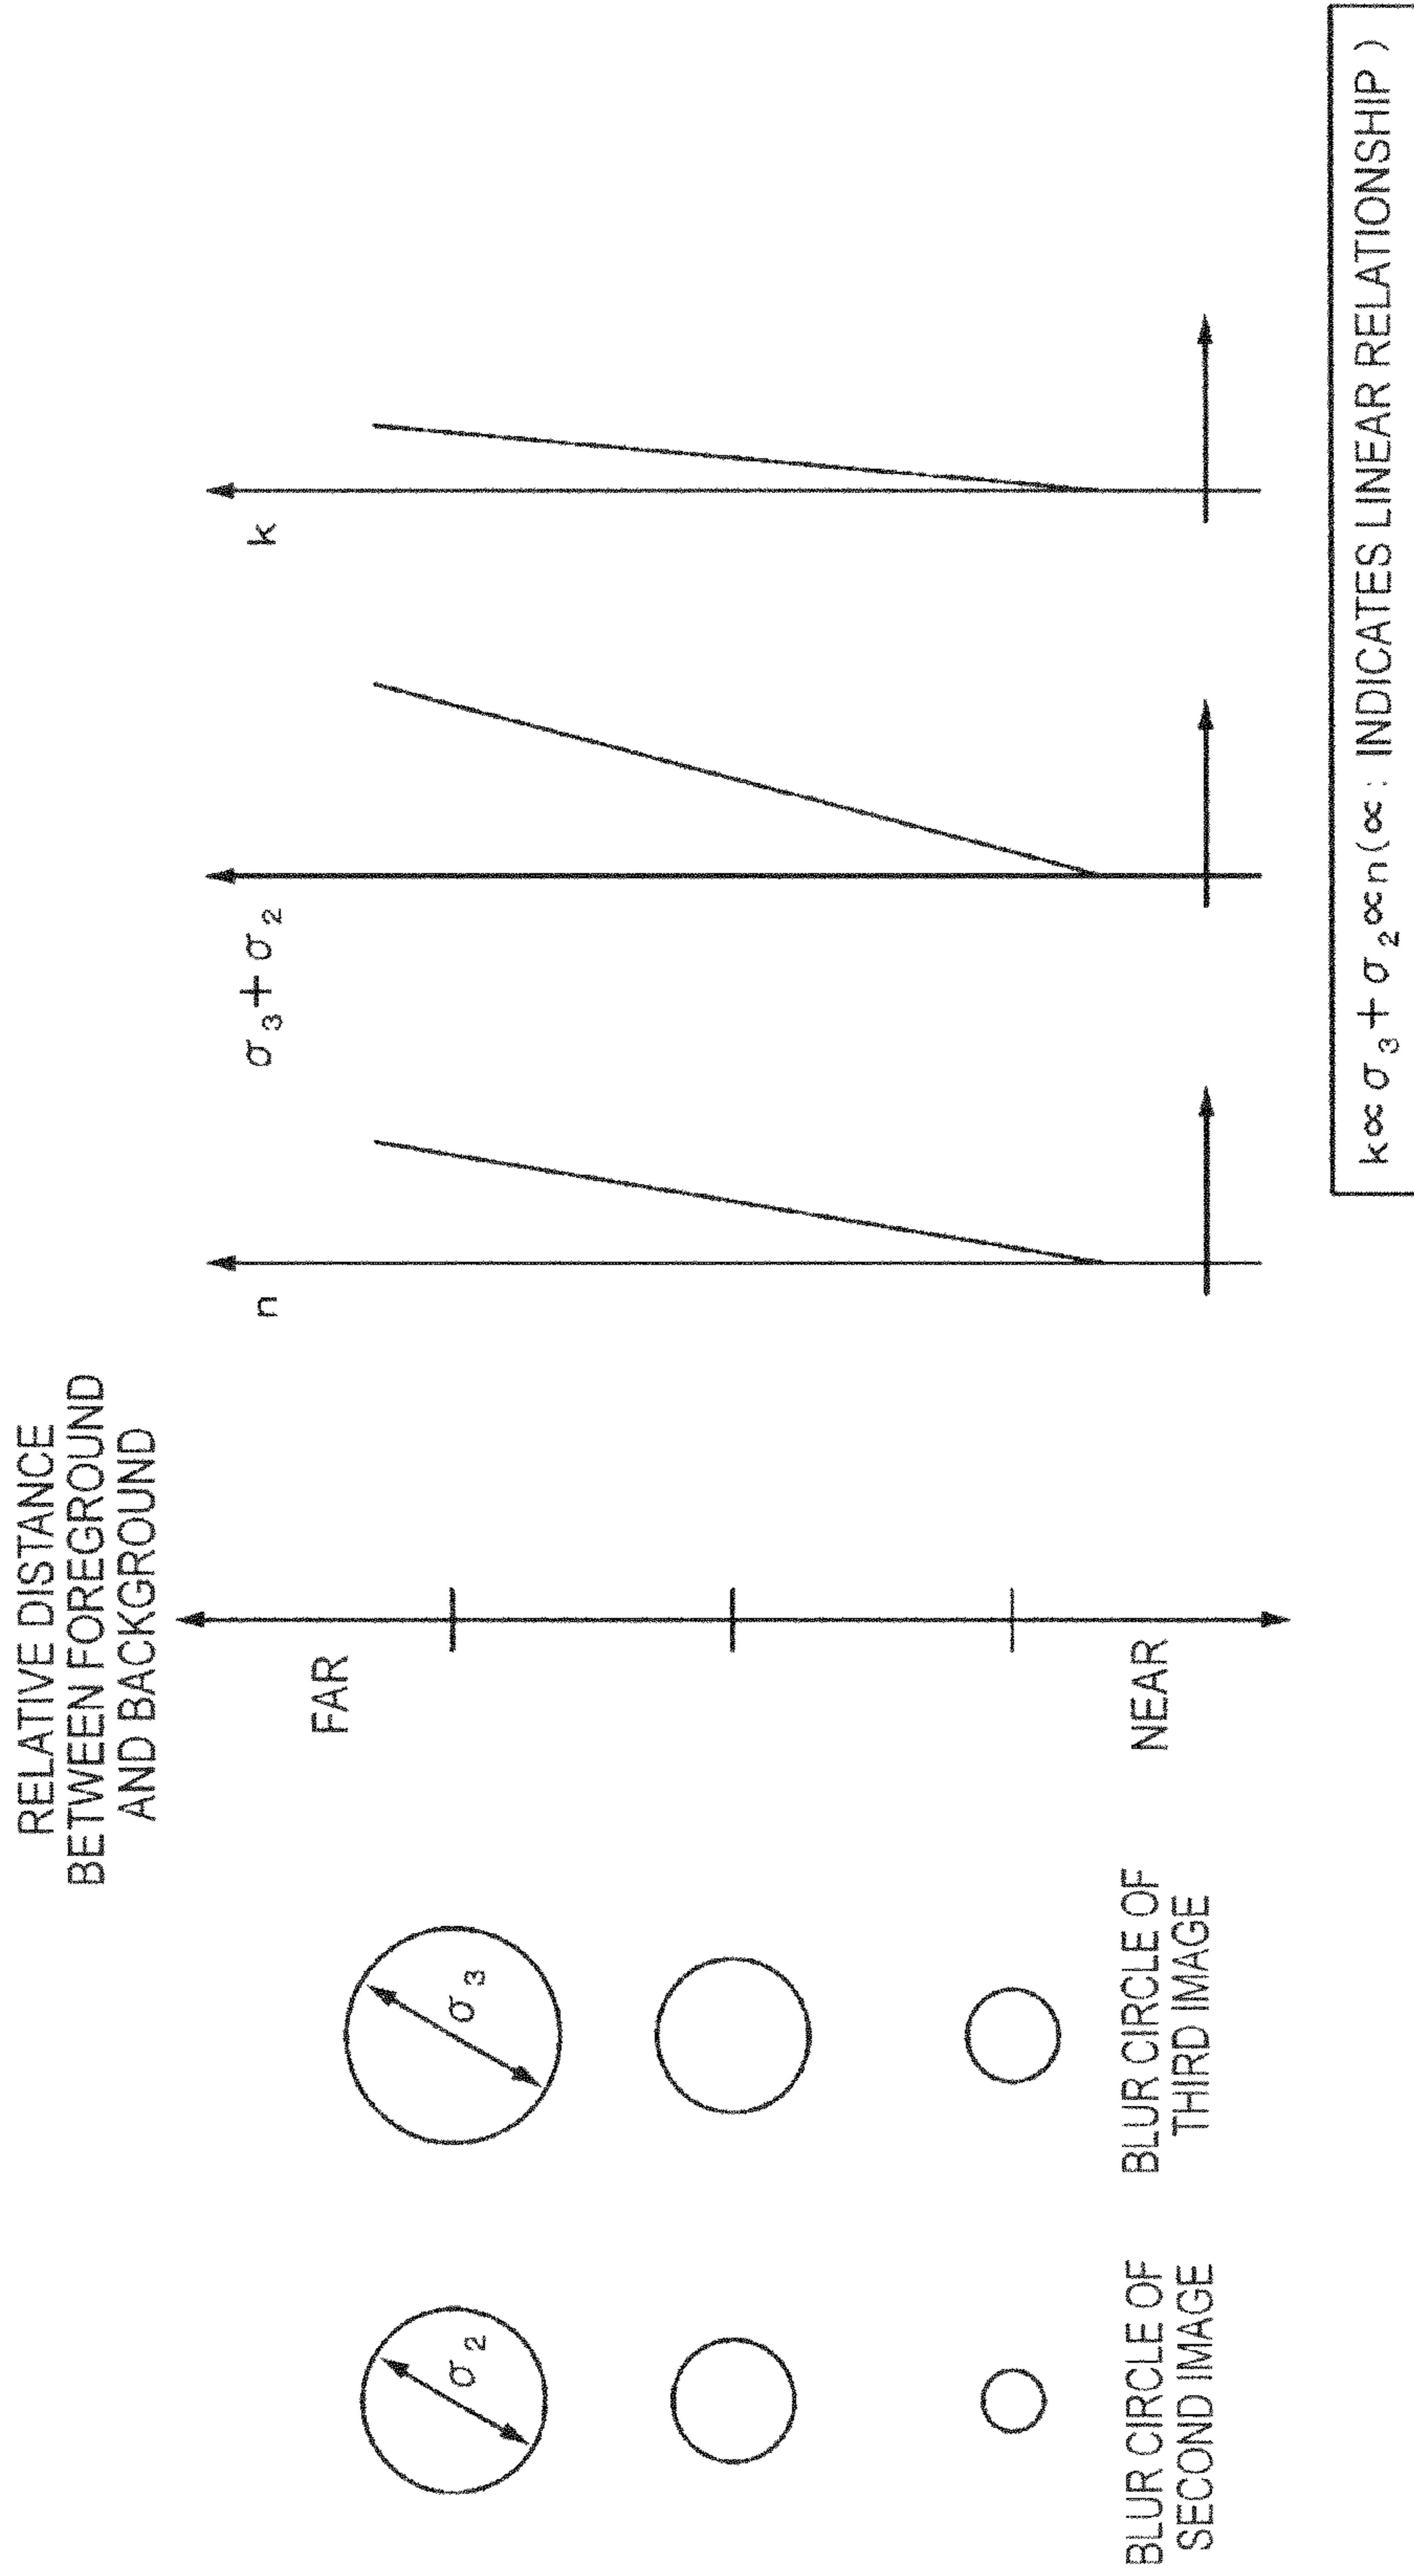 RELATIVE DISTANCE
BETWEEN FOREGROUND
AND BACKGROUND
FAR
NEAR
σ2
σ3
BLUR CIRCLE OF
SECOND IMAGE
BLUR CIRCLE OF
THIRD IMAGE
n
σ3+σ2
k
k∝σ3+σ2∝n(∝: INDICATES LINEAR RELATIONSHIP)